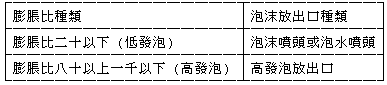 膨脹比種類 泡沫放出口種類
膨脹比二十以下（低發泡） 泡沫噴頭或泡水噴頭
膨脹比八十以上一千以下（高發泡） 高發泡放出口